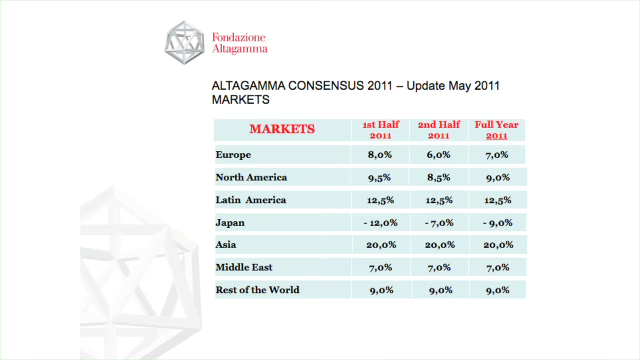 Fondazione
Altagamma
ALTAGAMMA CONSENSUS 2011 – Update May 2011
MARKETS
MARKETS 1st Half 2011 2nd Half 2011 Full Year 2011
Europe 8,0% 6,0% 7,0%
North America 9,5% 8,5% 9,0%
Latin America 12,5% 12,5% 12,5%
Japan - 12,0% - 7,0% - 9,0%
Asia 20,0% 20,0% 20,0%
Middle East 7,0% 7,0% 7,0%
Rest of the World 9,0% 9,0% 9,0%